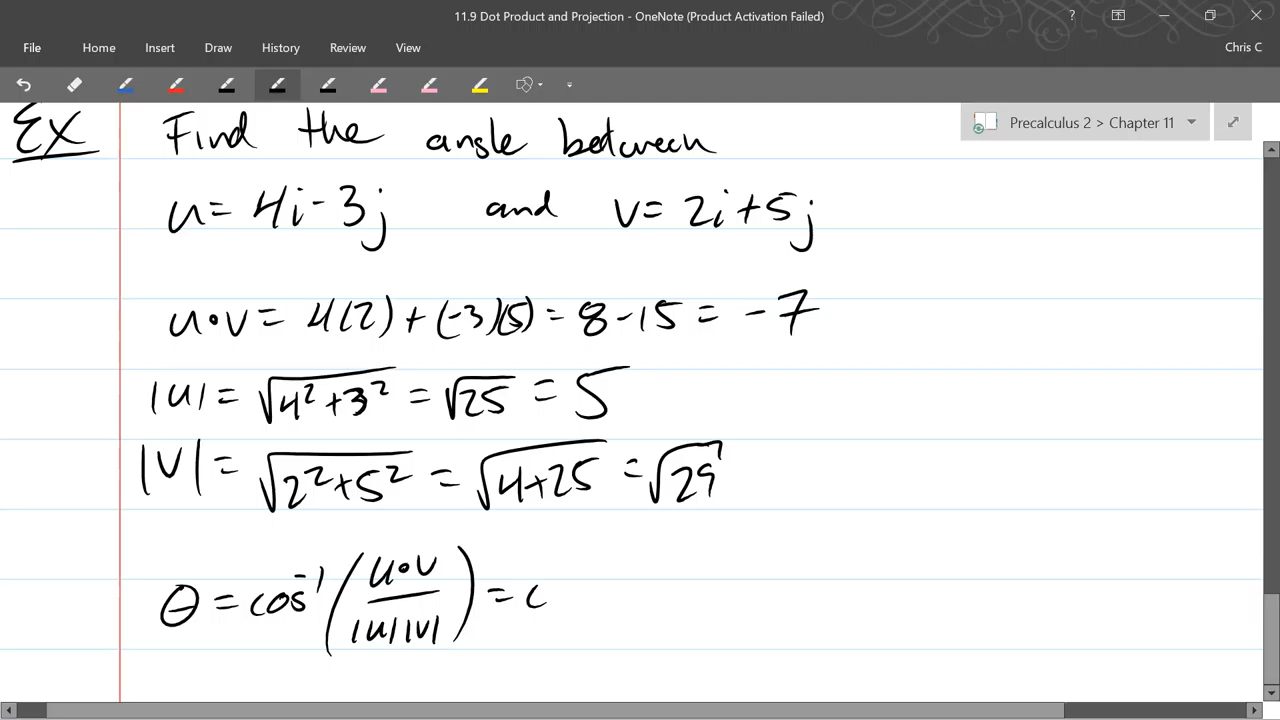 11.9 Dot Product and Projection - OneNote (Product Activation Failed)
File Home Insert Draw History Review View Chris C
Precalculus 2 > Chapter 11
Ex Find the angle between
u = 4i - 3j and v = 2i + 5j
u•v = 4(2) + (-3)(5) = 8 - 15 = -7
|u| = √(4² + 3²) = √25 = 5
|v| = √(2² + 5²) = √(4+25) = √29
θ = cos⁻¹(u•v / |u||v|) = c